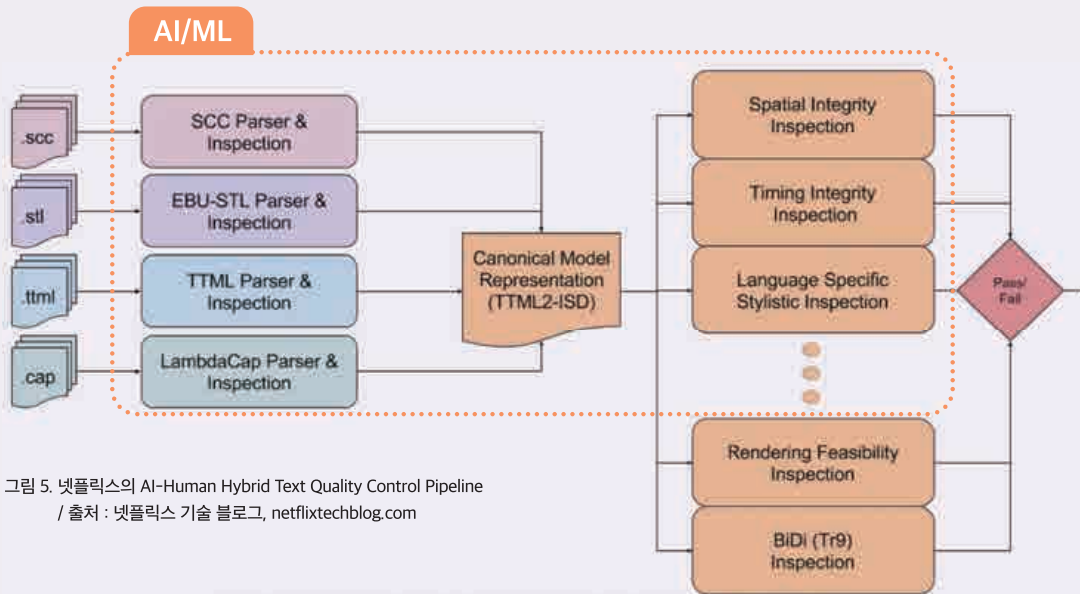 AI/ML
.scc
SCC Parser &
Inspection
.stl
EBU-STL Parser &
Inspection
.ttml
TTML Parser &
Inspection
.cap
LambdaCap Parser &
Inspection
Canonical Model
Representation
(TTML2-ISD)
Spatial Integrity
Inspection
Timing Integrity
Inspection
Language Specific
Stylistic Inspection
Rendering Feasibility
Inspection
BiDi (Tr9)
Inspection
Pass/
Fail
그림 5. 넷플릭스의 AI-Human Hybrid Text Quality Control Pipeline
/ 출처 : 넷플릭스 기술 블로그, netflixtechblog.com